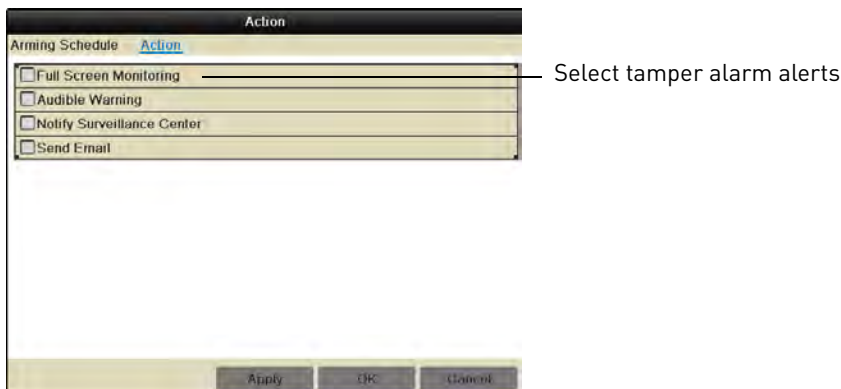 Action
Arming Schedule Action
Full Screen Monitoring
Select tamper alarm alerts
Audible Warning
Notify Surveillance Center
Send Email
Apply OK Cancel